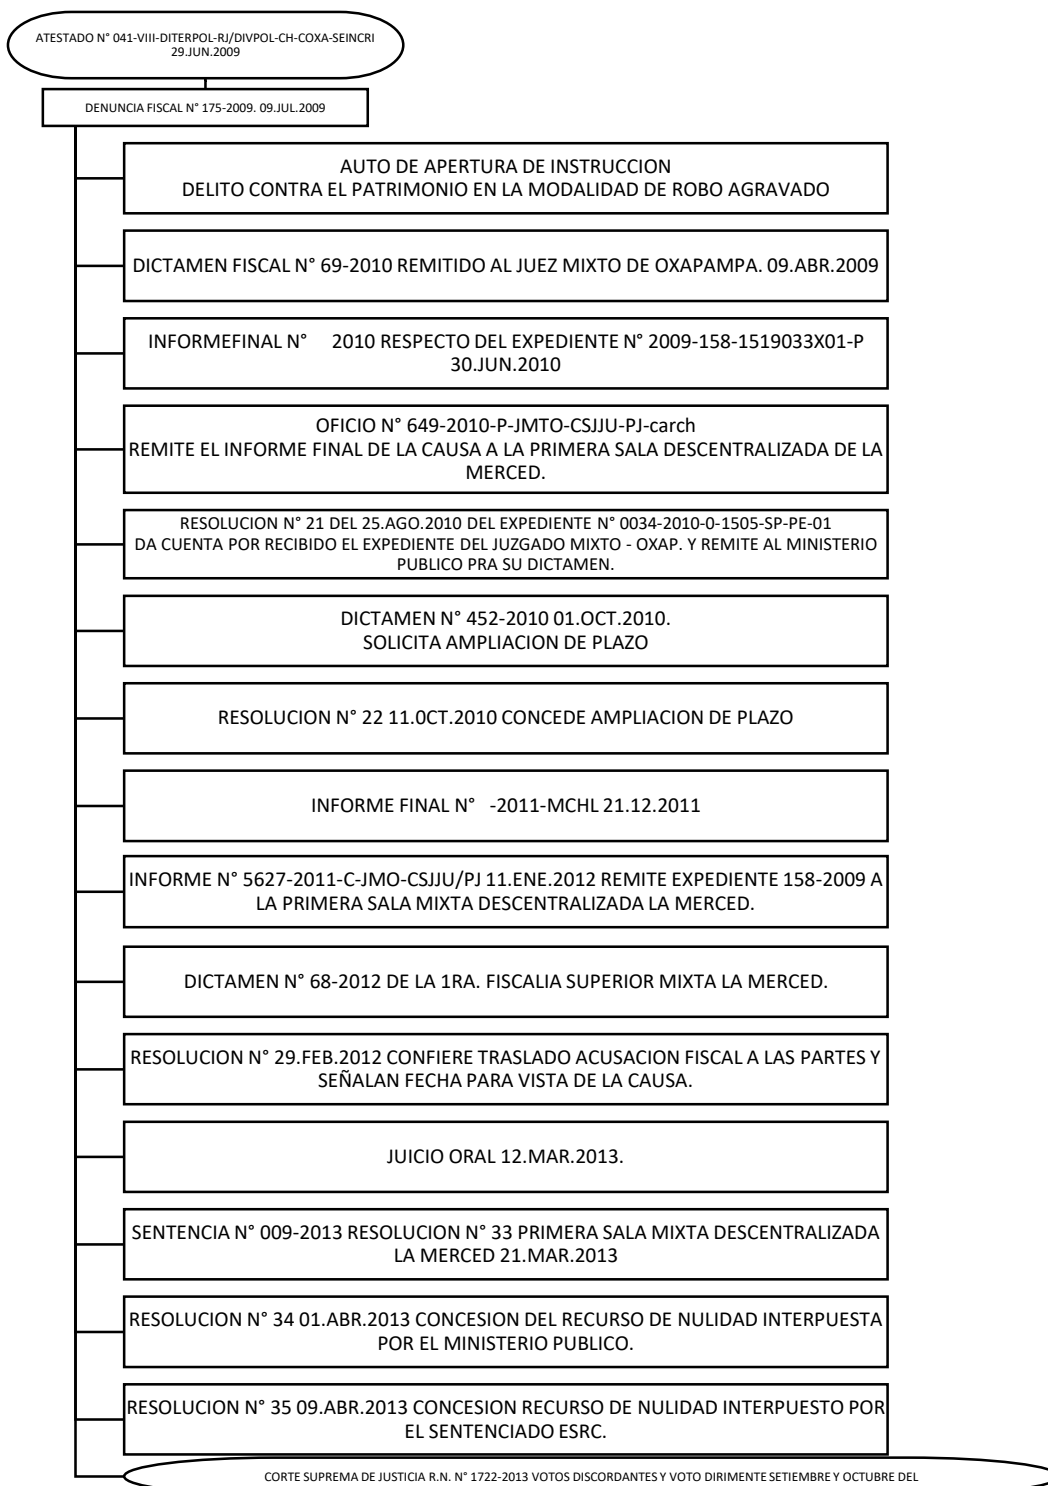 ATESTADO N° 041-VIII-DITERPOL-RJ/DIVPOL-CH-COXA-SEINCRI
29.JUN.2009
DENUNCIA FISCAL N° 175-2009. 09.JUL.2009
AUTO DE APERTURA DE INSTRUCCION
DELITO CONTRA EL PATRIMONIO EN LA MODALIDAD DE ROBO AGRAVADO
DICTAMEN FISCAL N° 69-2010 REMITIDO AL JUEZ MIXTO DE OXAPAMPA. 09.ABR.2009
INFORMEFINAL N° 2010 RESPECTO DEL EXPEDIENTE N° 2009-158-1519033X01-P
30.JUN.2010
OFICIO N° 649-2010-P-JMTO-CSJJU-PJ-carch
REMITE EL INFORME FINAL DE LA CAUSA A LA PRIMERA SALA DESCENTRALIZADA DE LA
MERCED.
RESOLUCION N° 21 DEL 25.AGO.2010 DEL EXPEDIENTE N° 0034-2010-0-1505-SP-PE-01
DA CUENTA POR RECIBIDO EL EXPEDIENTE DEL JUZGADO MIXTO - OXAP. Y REMITE AL MINISTERIO
PUBLICO PRA SU DICTAMEN.
DICTAMEN N° 452-2010 01.OCT.2010.
SOLICITA AMPLIACION DE PLAZO
RESOLUCION N° 22 11.0CT.2010 CONCEDE AMPLIACION DE PLAZO
INFORME FINAL N° -2011-MCHL 21.12.2011
INFORME N° 5627-2011-C-JMO-CSJJU/PJ 11.ENE.2012 REMITE EXPEDIENTE 158-2009 A
LA PRIMERA SALA MIXTA DESCENTRALIZADA LA MERCED.
DICTAMEN N° 68-2012 DE LA 1RA. FISCALIA SUPERIOR MIXTA LA MERCED.
RESOLUCION N° 29.FEB.2012 CONFIERE TRASLADO ACUSACION FISCAL A LAS PARTES Y
SEÑALAN FECHA PARA VISTA DE LA CAUSA.
JUICIO ORAL 12.MAR.2013.
SENTENCIA N° 009-2013 RESOLUCION N° 33 PRIMERA SALA MIXTA DESCENTRALIZADA
LA MERCED 21.MAR.2013
RESOLUCION N° 34 01.ABR.2013 CONCESION DEL RECURSO DE NULIDAD INTERPUESTA
POR EL MINISTERIO PUBLICO.
RESOLUCION N° 35 09.ABR.2013 CONCESION RECURSO DE NULIDAD INTERPUESTO POR
EL SENTENCIADO ESRC.
CORTE SUPREMA DE JUSTICIA R.N. N° 1722-2013 VOTOS DISCORDANTES Y VOTO DIRIMENTE SETIEMBRE Y OCTUBRE DEL